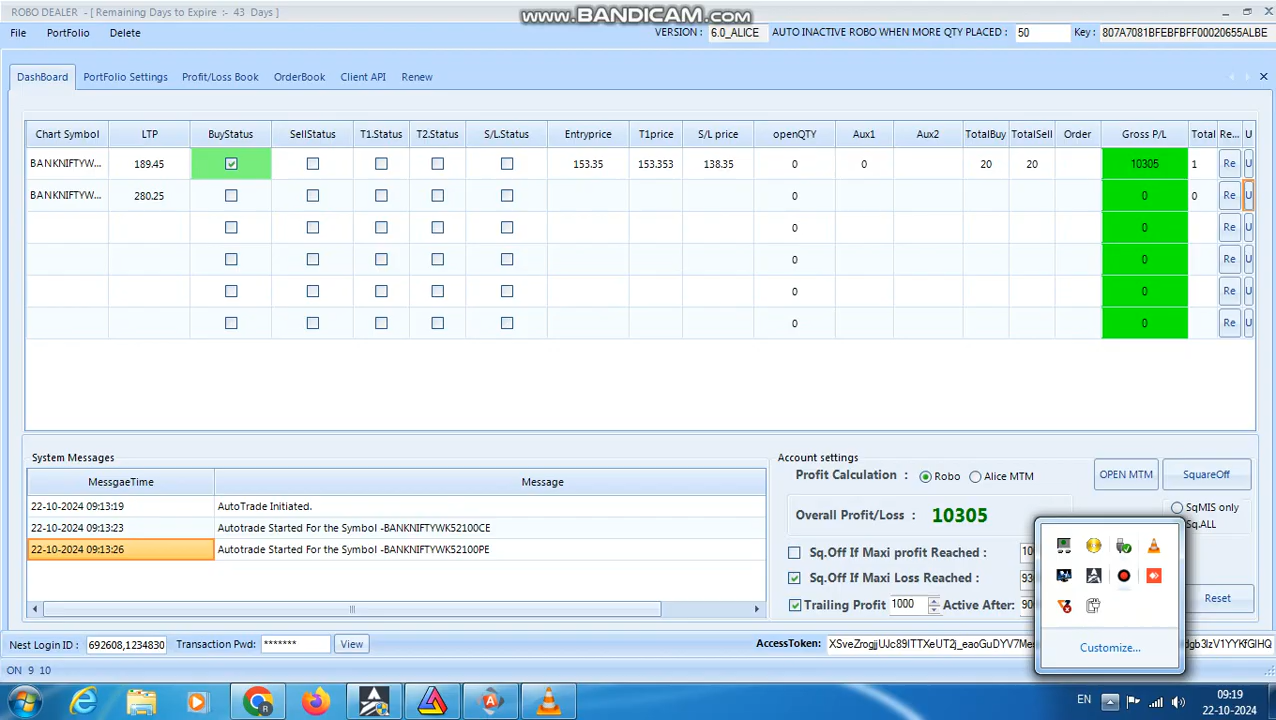 ROBO DEALER - [ Remaining Days to Expire :- 43 Days ]
www.BANDICAM.com
File PortFolio Delete
VERSION : 6.0_ALICE AUTO INACTIVE ROBO WHEN MORE QTY PLACED : 50 Key : 807A7081BFEBFBFF00020655ALBE
DashBoard PortFolio Settings Profit/Loss Book OrderBook Client API Renew
Chart Symbol LTP BuyStatus SellStatus T1.Status T2.Status S/L.Status Entryprice T1price S/L price openQTY Aux1 Aux2 TotalBuy TotalSell Order Gross P/L Total Re... U
BANKNIFTYW... 189.45 153.35 153.353 138.35 0 0 20 20 10305 1 Re U
BANKNIFTYW... 280.25 0 0 0 Re U
0 0 Re U
0 0 Re U
0 0 Re U
0 0 Re U
System Messages
MessgaeTime Message
22-10-2024 09:13:19 AutoTrade Initiated.
22-10-2024 09:13:23 Autotrade Started For the Symbol -BANKNIFTYWK52100CE
22-10-2024 09:13:26 Autotrade Started For the Symbol -BANKNIFTYWK52100PE
Account settings
Profit Calculation : Robo Alice MTM OPEN MTM SquareOff
Overall Profit/Loss : 10305
SqMIS only
Sq.ALL
Sq.Off If Maxi profit Reached :
Sq.Off If Maxi Loss Reached :
Trailing Profit 1000 Active After:
Reset
Customize...
Nest Login ID : 692608,1234830 Transaction Pwd: ******* View AccessToken:
ON 9 10
EN
09:19
22-10-2024